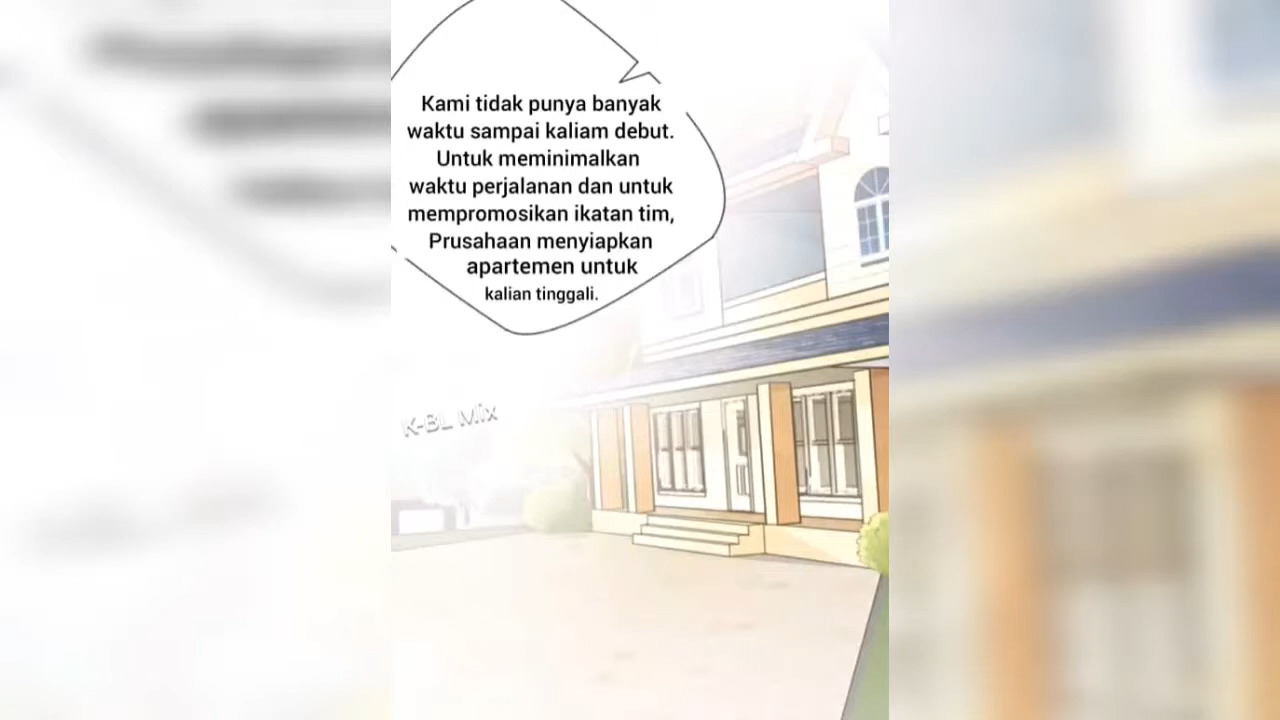 Kami tidak punya banyak
waktu sampai kaliam debut.
Untuk meminimalkan
waktu perjalanan dan untuk
mempromosikan ikatan tim,
Prusahaan menyiapkan
apartemen untuk
kalian tinggali.
K-BL Mix